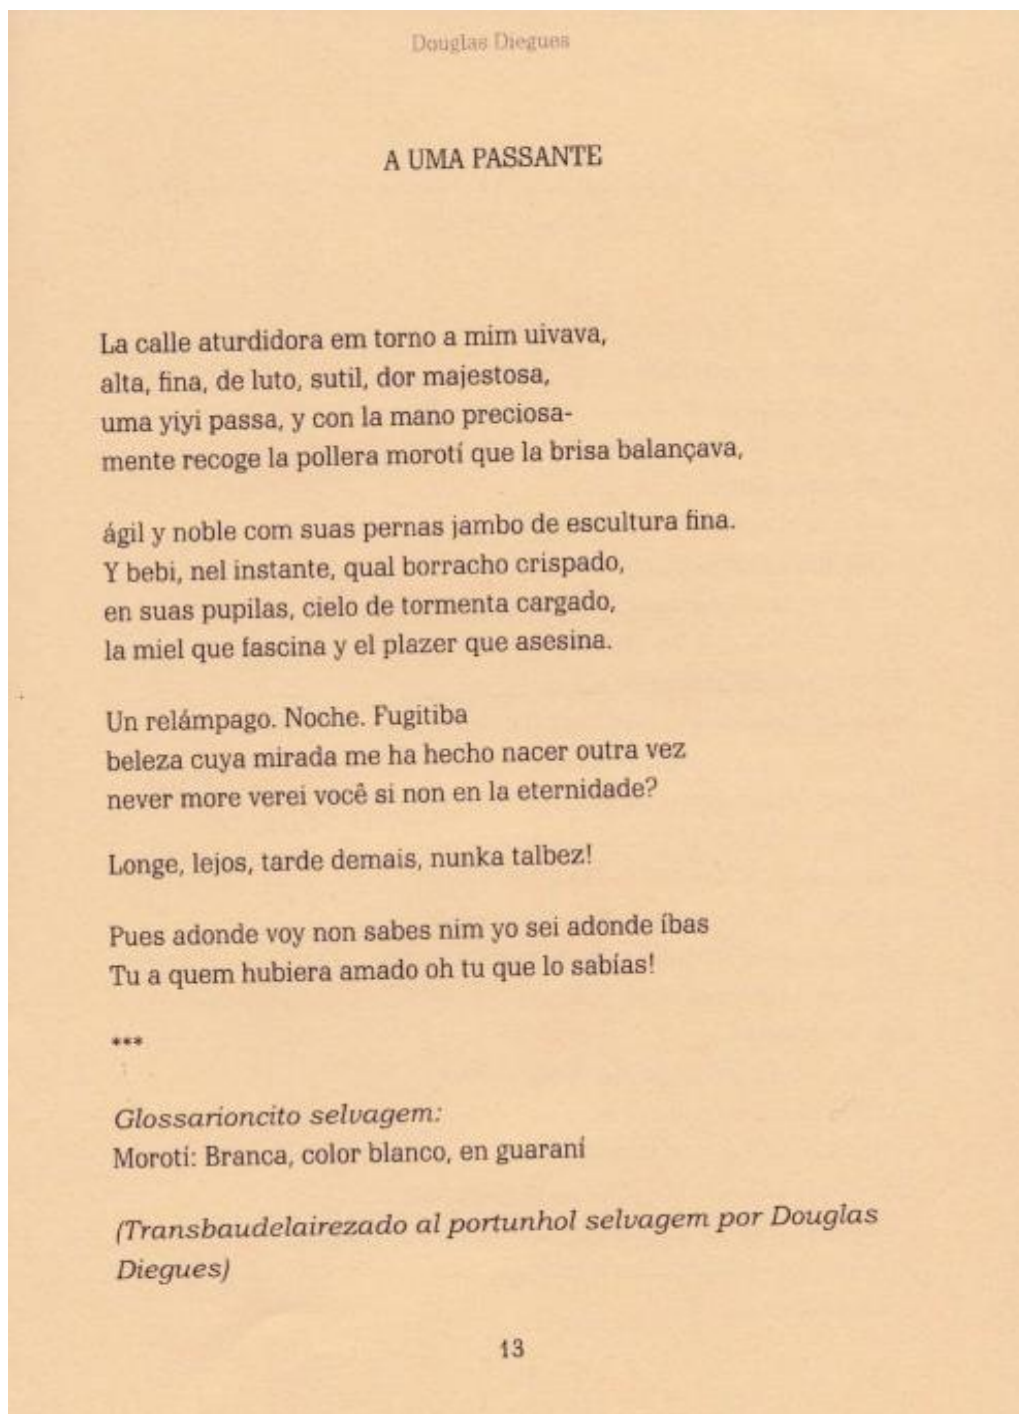 Douglas Diegues
A UMA PASSANTE
La calle aturdidora em torno a mim uivava,
alta, fina, de luto, sutil, dor majestosa,
uma yiyi passa, y con la mano preciosa-
mente recoge la pollera morotí que la brisa balançava,
ágil y noble com suas pernas jambo de escultura fina.
Y bebi, nel instante, qual borracho crispado,
en suas pupilas, cielo de tormenta cargado,
la miel que fascina y el plazer que asesina.
Un relámpago. Noche. Fugitiba
beleza cuya mirada me ha hecho nacer outra vez
never more verei você si non en la eternidade?
Longe, lejos, tarde demais, nunka talbez!
Pues adonde voy non sabes nim yo sei adonde íbas
Tu a quem hubiera amado oh tu que lo sabías!
***
Glossarioncito selvagem:
Moroti: Branca, color blanco, en guaraní
(Transbaudelairezado al portunhol selvagem por Douglas
Diegues)
13